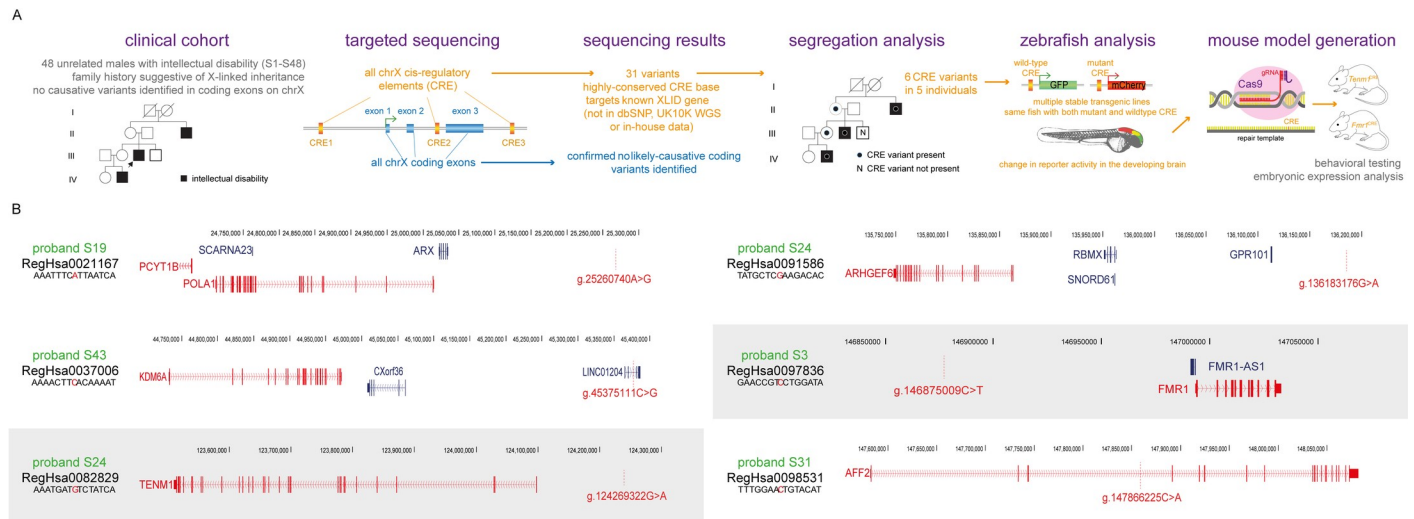 A
clinical cohort
48 unrelated males with intellectual disability (S1-S48)
family history suggestive of X-linked inheritance
no causative variants identified in coding exons on chrX
I
II
III
IV
intellectual disability
targeted sequencing
all chrX cis-regulatory
elements (CRE)
exon 1 exon 2 exon 3
CRE1 CRE2 CRE3
all chrX coding exons
sequencing results
31 variants
highly-conserved CRE base
targets known XLID gene
(not in dbSNP, UK10K WGS
or in-house data)
confirmed no likely-causative coding
variants identified
segregation analysis
I
II
III
N
IV
CRE variant present
N CRE variant not present
6 CRE variants
in 5 individuals
zebrafish analysis
wild-type CRE
mutant CRE
GFP mCherry
multiple stable transgenic lines
same fish with both mutant and wildtype CRE
change in reporter activity in the developing brain
mouse model generation
gRNA
Cas9
CRE
repair template
Tenm1CRE
Fmr1CRE
behavioral testing
embryonic expression analysis
B
proband S19
RegHsa0021167
AAATTTCATTAATCA
24,750,000 24,800,000 24,850,000 24,900,000 24,950,000 25,000,000 25,050,000 25,100,000 25,150,000 25,200,000 25,250,000 25,300,000
SCARNA23
ARX
PCYT1B
POLA1
g.25260740A>G
proband S43
RegHsa0037006
AAAACTTCACAAAAT
44,750,000 44,800,000 44,850,000 44,900,000 44,950,000 45,000,000 45,050,000 45,100,000 45,150,000 45,200,000 45,250,000 45,300,000 45,350,000 45,400,000
KDM6A
CXorf36
LINC01204
g.45375111C>G
proband S24
RegHsa0082829
AAATGATGTCTATCA
123,600,000 123,700,000 123,800,000 123,900,000 124,000,000 124,100,000 124,200,000 124,300,000
TENM1
g.124269322G>A
proband S24
RegHsa0091586
TATGCTCGAAGACAC
135,750,000 135,800,000 135,850,000 135,900,000 135,950,000 136,000,000 136,050,000 136,100,000 136,150,000 136,200,000
ARHGEF6
RBMX
SNORD61
GPR101
g.136183176G>A
proband S3
RegHsa0097836
GAACCGTCCTGGATA
146850000 146900000 146950000 147000000 147050000
g.146875009C>T
FMR1-AS1
FMR1
proband S31
RegHsa0098531
TTTGGAACTGTACAT
147,600,000 147,650,000 147,700,000 147,750,000 147,800,000 147,850,000 147,900,000 147,950,000 148,000,000 148,050,000
AFF2
g.147866225C>A